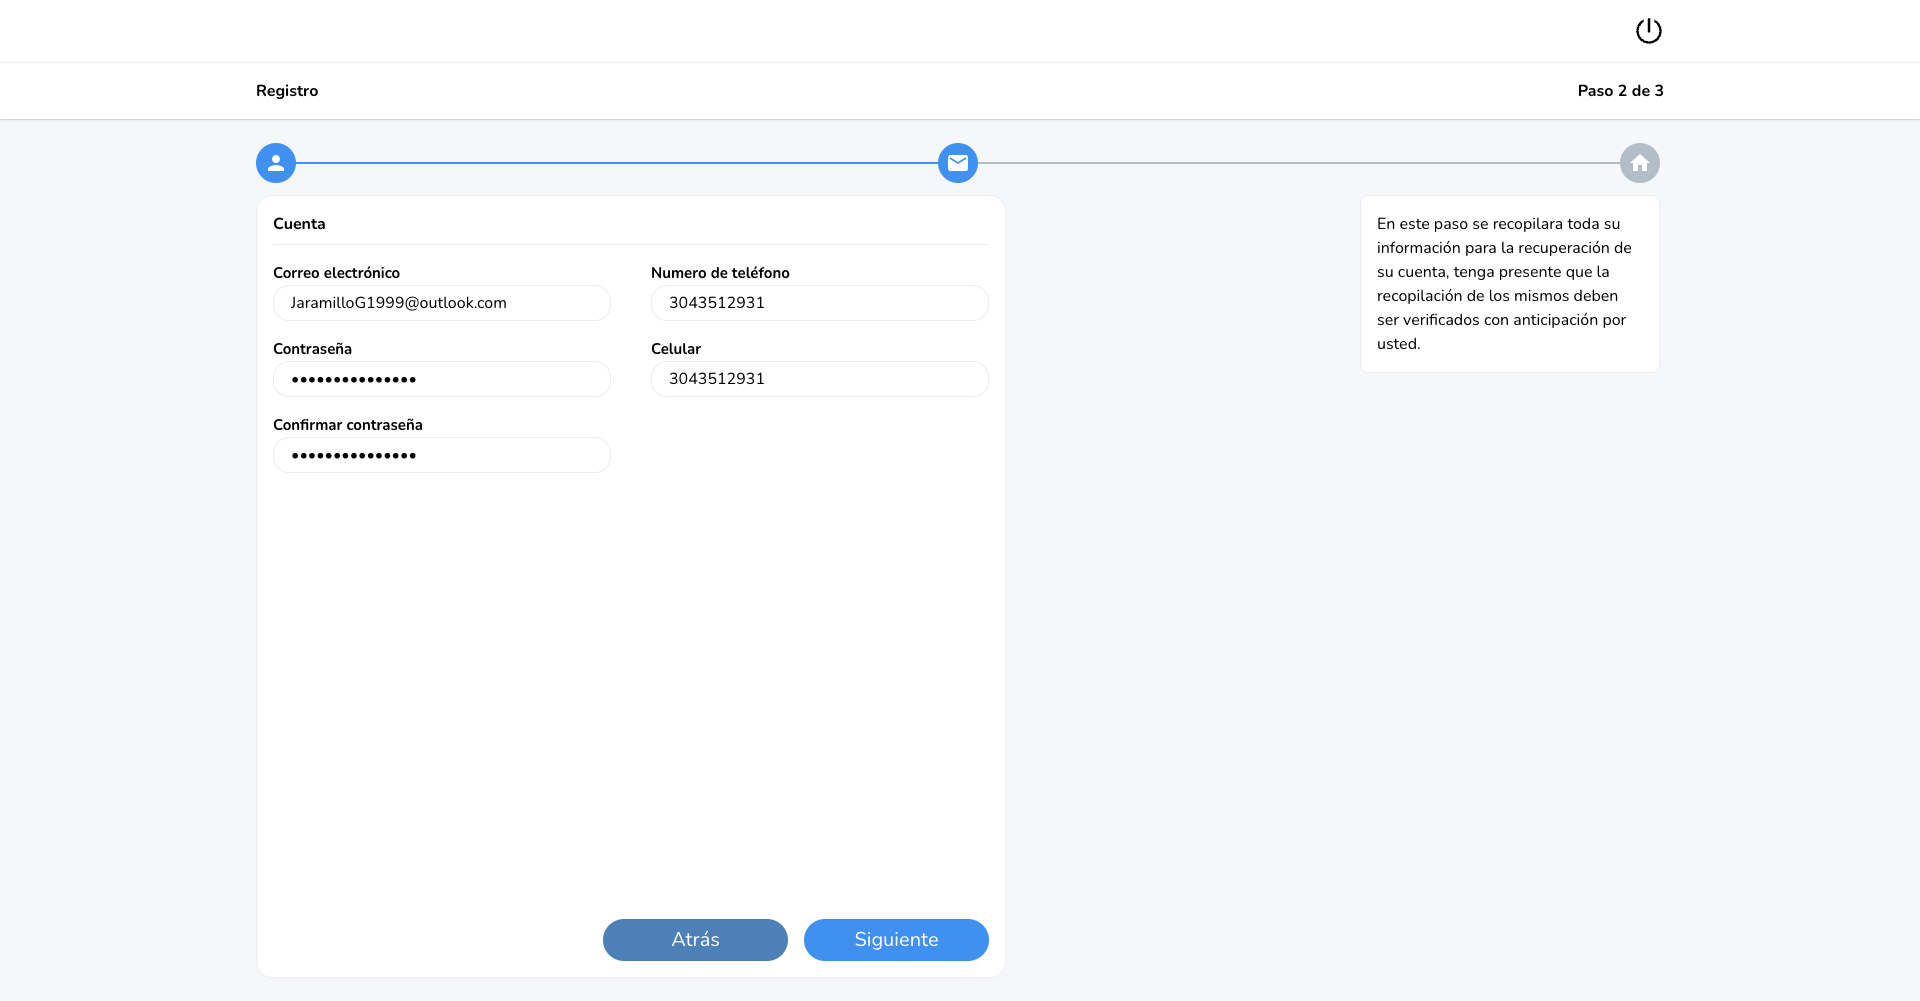 Registro
Paso 2 de 3
Cuenta
Correo electrónico
JaramilloG1999@outlook.com
Numero de teléfono
3043512931
Contraseña
•••••••••••••••
Celular
3043512931
Confirmar contraseña
•••••••••••••••
Atrás
Siguiente
En este paso se recopilara toda su
información para la recuperación de
su cuenta, tenga presente que la
recopilación de los mismos deben
ser verificados con anticipación por
usted.